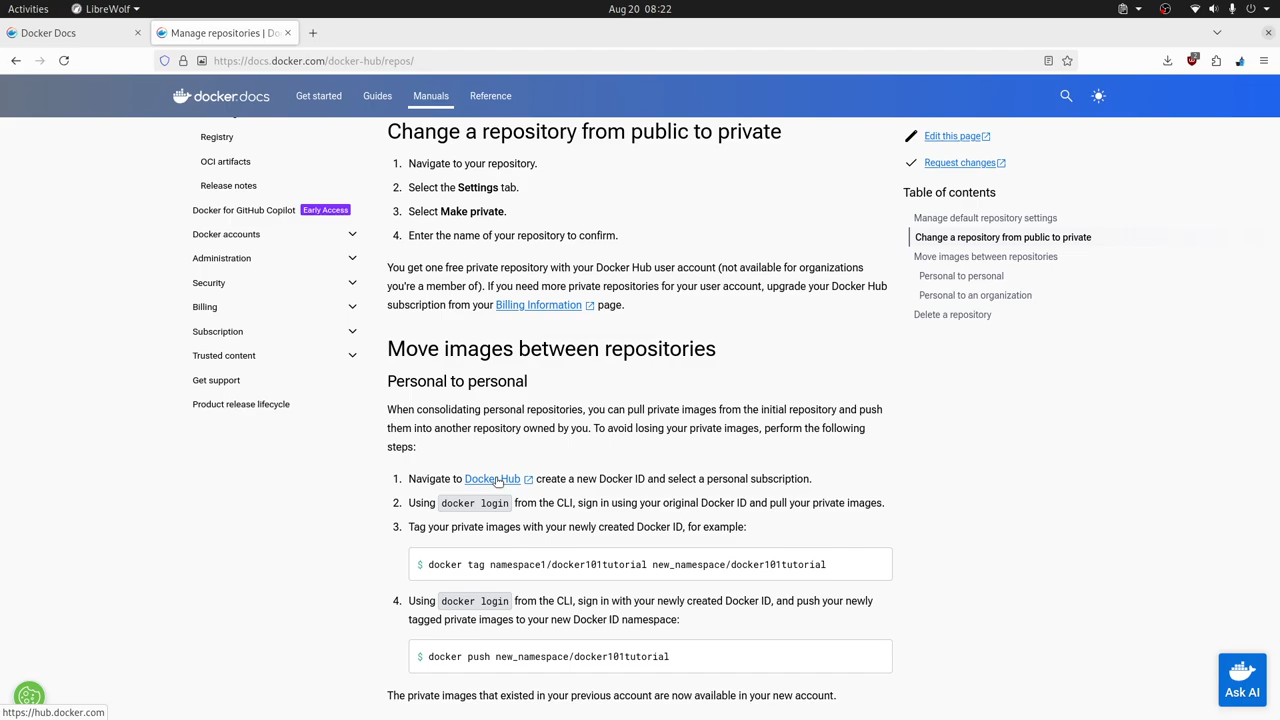 Activities
LibreWolf
Aug 20 08:22
Docker Docs
Manage repositories | Do
https://docs.docker.com/docker-hub/repos/
2
docker.docs
Get started
Guides
Manuals
Reference
Registry
OCI artifacts
Release notes
Docker for GitHub Copilot Early Access
Docker accounts
Administration
Security
Billing
Subscription
Trusted content
Get support
Product release lifecycle
Change a repository from public to private
1. Navigate to your repository.
2. Select the Settings tab.
3. Select Make private.
4. Enter the name of your repository to confirm.
You get one free private repository with your Docker Hub user account (not available for organizations
you're a member of). If you need more private repositories for your user account, upgrade your Docker Hub
subscription from your Billing Information page.
Move images between repositories
Personal to personal
When consolidating personal repositories, you can pull private images from the initial repository and push
them into another repository owned by you. To avoid losing your private images, perform the following
steps:
1. Navigate to Docker Hub create a new Docker ID and select a personal subscription.
2. Using docker login from the CLI, sign in using your original Docker ID and pull your private images.
3. Tag your private images with your newly created Docker ID, for example:
$ docker tag namespace1/docker101tutorial new_namespace/docker101tutorial
4. Using docker login from the CLI, sign in with your newly created Docker ID, and push your newly
tagged private images to your new Docker ID namespace:
$ docker push new_namespace/docker101tutorial
The private images that existed in your previous account are now available in your new account.
Edit this page
Request changes
Table of contents
Manage default repository settings
Change a repository from public to private
Move images between repositories
Personal to personal
Personal to an organization
Delete a repository
Ask AI
https://hub.docker.com